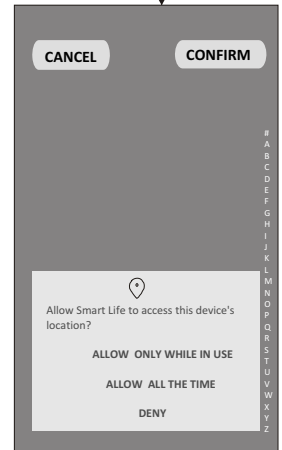 CANCEL
CONFIRM
#
A
B
C
D
E
F
G
H
I
J
K
L
M
N
O
P
Q
R
S
T
U
V
W
X
Y
Z
Allow Smart Life to access this device's
location?
ALLOW ONLY WHILE IN USE
ALLOW ALL THE TIME
DENY